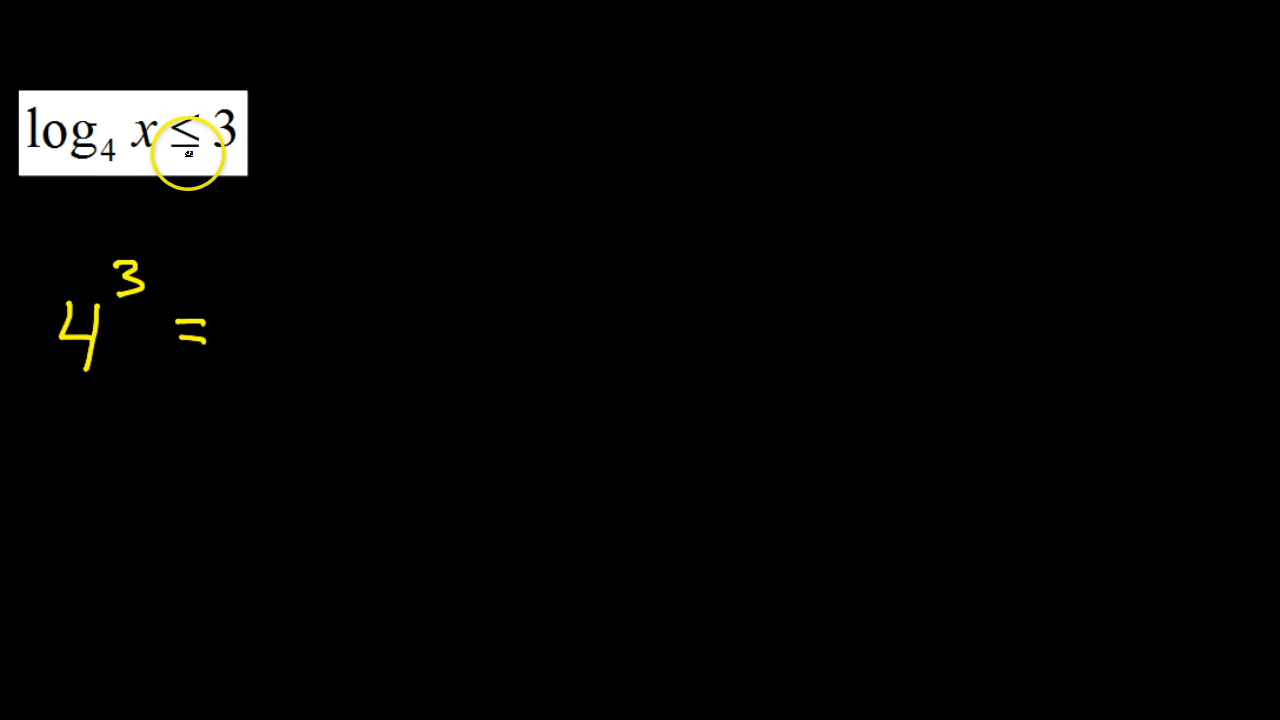 log₄ x ≤ 3
4³ =